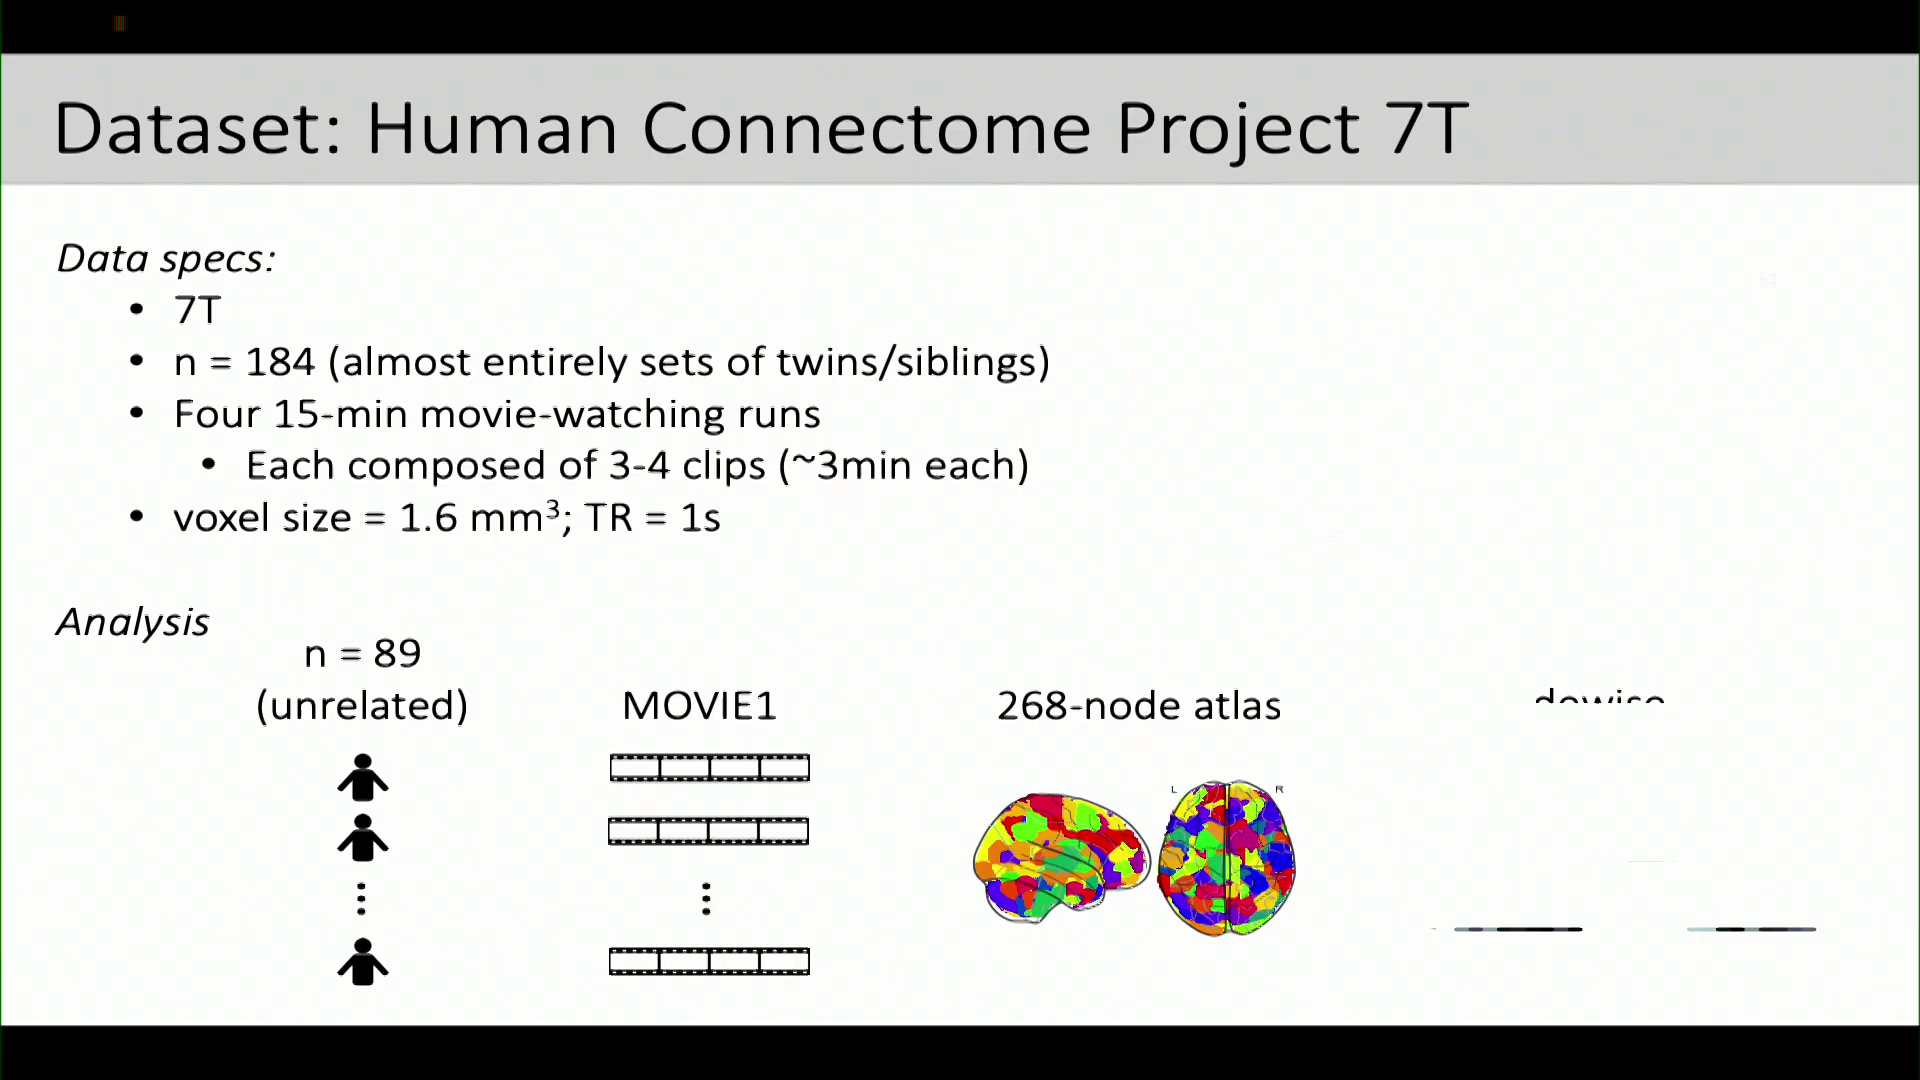 Dataset: Human Connectome Project 7T
Data specs:
• 7T
• n = 184 (almost entirely sets of twins/siblings)
• Four 15-min movie-watching runs
• Each composed of 3-4 clips (~3min each)
• voxel size = 1.6 mm³; TR = 1s
Analysis
n = 89
(unrelated)
MOVIE1
268-node atlas
L
R